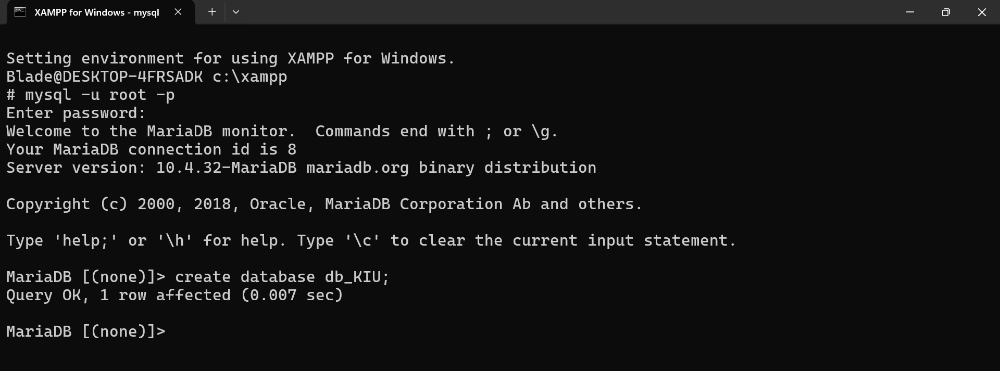 XAMPP for Windows - mysql
Setting environment for using XAMPP for Windows.
Blade@DESKTOP-4FRSADK c:\xampp
# mysql -u root -p
Enter password:
Welcome to the MariaDB monitor.  Commands end with ; or \g.
Your MariaDB connection id is 8
Server version: 10.4.32-MariaDB mariadb.org binary distribution
Copyright (c) 2000, 2018, Oracle, MariaDB Corporation Ab and others.
Type 'help;' or '\h' for help. Type '\c' to clear the current input statement.
MariaDB [(none)]> create database db_KIU;
Query OK, 1 row affected (0.007 sec)
MariaDB [(none)]>